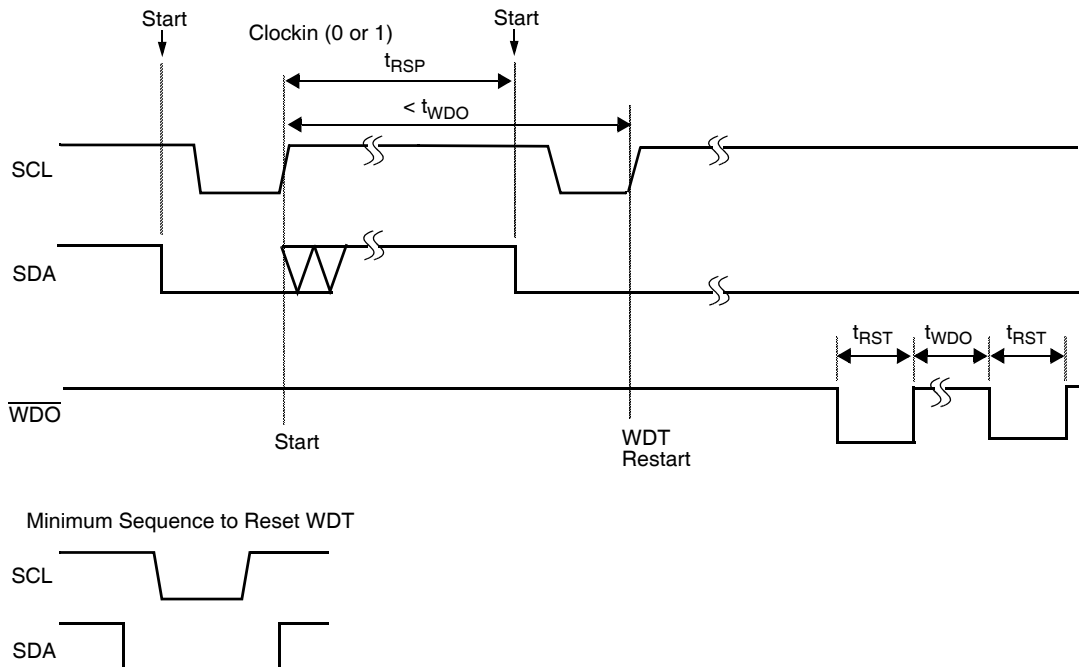 Start
Start
Clockin (0 or 1)
tRSP
< tWDO
SCL
SDA
tRST
tWDO
tRST
WDO
Start
WDT
Restart
Minimum Sequence to Reset WDT
SCL
SDA